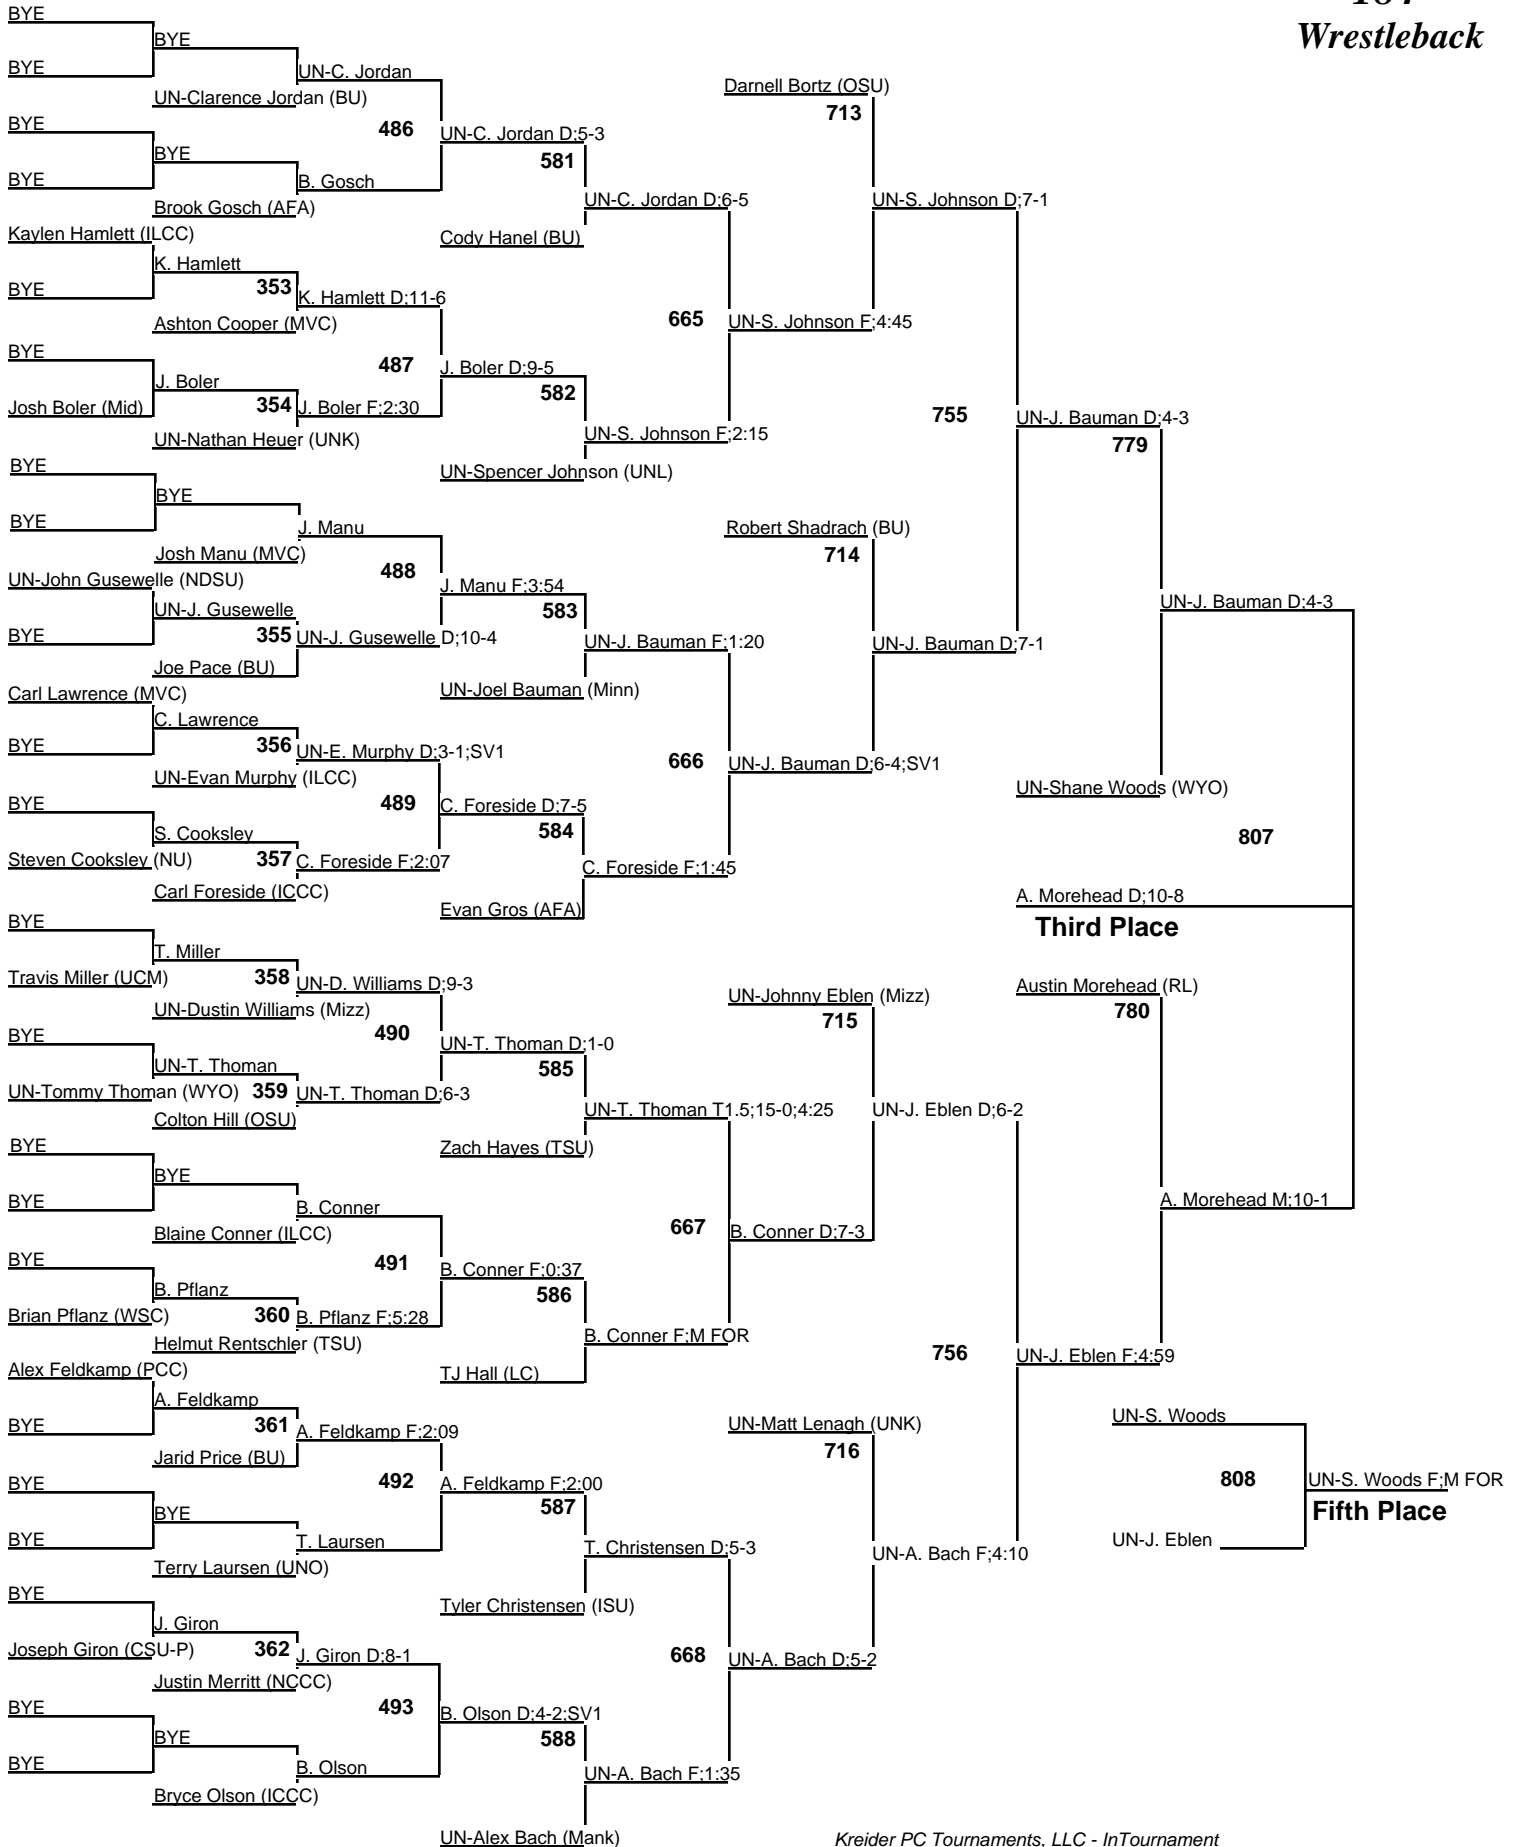 Wrestleback
BYE
BYE
BYE
UN-C. Jordan
UN-Clarence Jordan (BU)
486
BYE
BYE
BYE
B. Gosch
Brook Gosch (AFA)
UN-C. Jordan D;5-3
581
Cody Hanel (BU)
UN-C. Jordan D;6-5
Kaylen Hamlett (ILCC)
BYE
K. Hamlett
353
Ashton Cooper (MVC)
K. Hamlett D;11-6
487
BYE
Josh Boler (Mid)
J. Boler
354
UN-Nathan Heuer (UNK)
J. Boler F;2:30
J. Boler D;9-5
582
UN-Spencer Johnson (UNL)
UN-S. Johnson F;2:15
665
UN-S. Johnson F;4:45
Darnell Bortz (OSU)
713
UN-S. Johnson D;7-1
BYE
BYE
BYE
J. Manu
Josh Manu (MVC)
488
UN-John Gusewelle (NDSU)
BYE
UN-J. Gusewelle
355
Joe Pace (BU)
UN-J. Gusewelle D;10-4
J. Manu F;3:54
583
UN-Joel Bauman (Minn)
UN-J. Bauman F;1:20
Carl Lawrence (MVC)
BYE
C. Lawrence
356
UN-Evan Murphy (ILCC)
UN-E. Murphy D;3-1;SV1
489
BYE
Steven Cooksley (NU)
S. Cooksley
357
Carl Foreside (ICCC)
C. Foreside F;2:07
C. Foreside D;7-5
584
Evan Gros (AFA)
C. Foreside F;1:45
666
UN-J. Bauman D;6-4;SV1
Robert Shadrach (BU)
714
UN-J. Bauman D;7-1
755
UN-J. Bauman D;4-3
779
UN-Shane Woods (WYO)
UN-J. Bauman D;4-3
807
A. Morehead D;10-8
Third Place
BYE
Travis Miller (UCM)
T. Miller
358
UN-Dustin Williams (Mizz)
UN-D. Williams D;9-3
490
BYE
UN-Tommy Thoman (WYO)
UN-T. Thoman
359
Colton Hill (OSU)
UN-T. Thoman D;6-3
UN-T. Thoman D;1-0
585
Zach Hayes (TSU)
UN-T. Thoman T1.5;15-0;4:25
BYE
BYE
BYE
B. Conner
Blaine Conner (ILCC)
491
BYE
Brian Pflanz (WSC)
B. Pflanz
360
Helmut Rentschler (TSU)
B. Pflanz F;5:28
B. Conner F;0:37
586
TJ Hall (LC)
B. Conner F;M FOR
667
B. Conner D;7-3
UN-Johnny Eblen (Mizz)
715
UN-J. Eblen D;6-2
Alex Feldkamp (PCC)
BYE
A. Feldkamp
361
Jarid Price (BU)
A. Feldkamp F;2:09
492
BYE
BYE
BYE
T. Laursen
Terry Laursen (UNO)
A. Feldkamp F;2:00
587
Tyler Christensen (ISU)
T. Christensen D;5-3
BYE
Joseph Giron (CSU-P)
J. Giron
362
Justin Merritt (NCCC)
J. Giron D;8-1
493
BYE
BYE
BYE
B. Olson
Bryce Olson (ICCC)
B. Olson D;4-2;SV1
588
UN-Alex Bach (Mank)
UN-A. Bach F;1:35
668
UN-A. Bach D;5-2
UN-Matt Lenagh (UNK)
716
UN-A. Bach F;4:10
756
UN-J. Eblen F;4:59
Austin Morehead (RL)
780
A. Morehead M;10-1
UN-S. Woods
808
UN-J. Eblen
UN-S. Woods F;M FOR
Fifth Place
Kreider PC Tournaments, LLC - InTournament